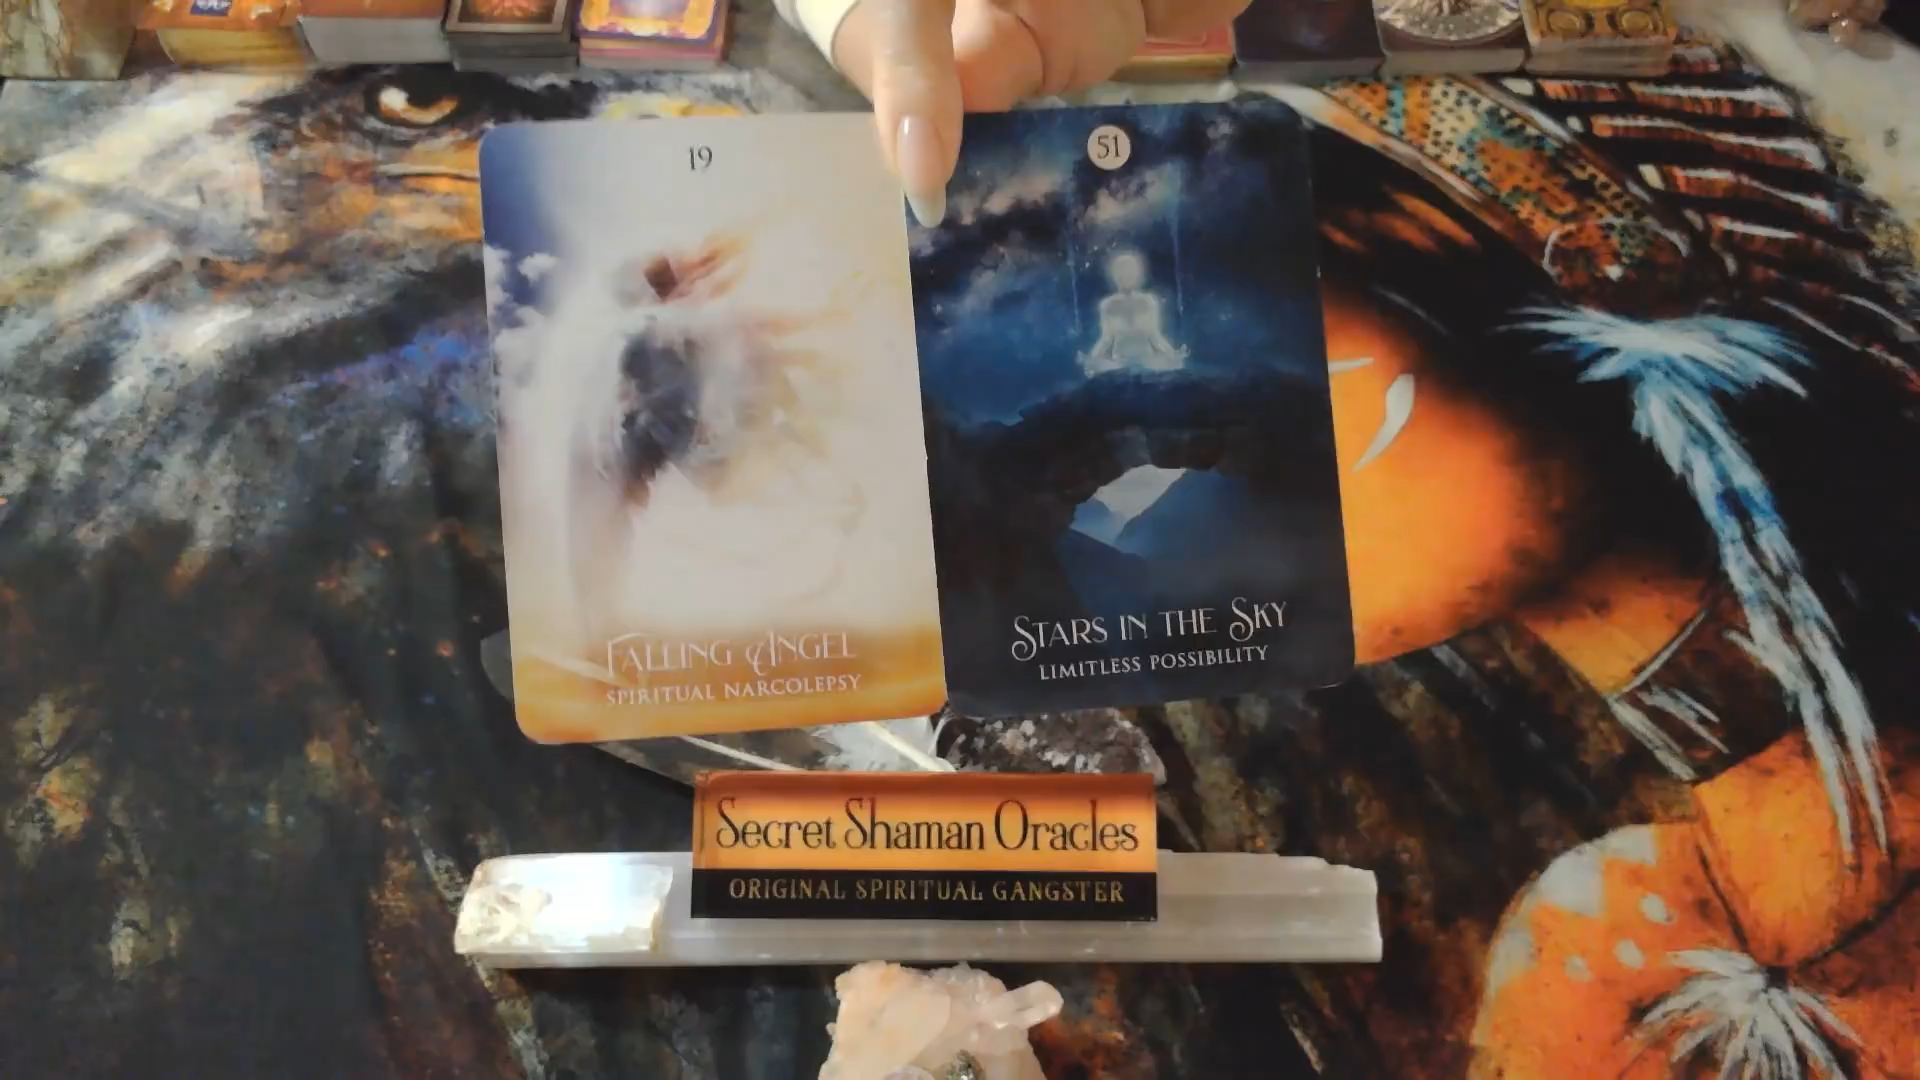 19
FALLING ANGEL
SPIRITUAL NARCOLEPSY
51
STARS IN THE SKY
LIMITLESS POSSIBILITY
Secret Shaman Oracles
ORIGINAL SPIRITUAL GANGSTER